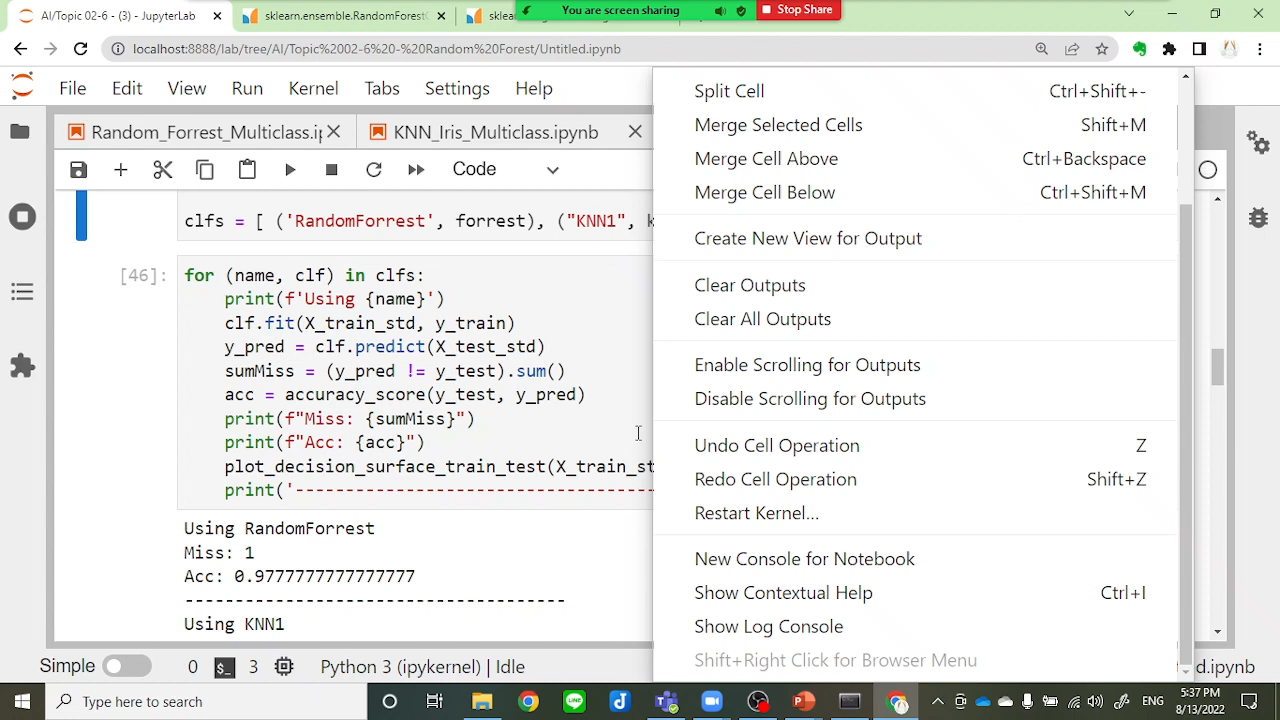 AI/Topic 02-6 - (3) - JupyterLab
sklearn.ensemble.RandomForest
You are screen sharing
Stop Share
localhost:8888/lab/tree/AI/Topic%2002-6%20-%20Random%20Forest/Untitled.ipynb
File Edit View Run Kernel Tabs Settings Help
Random_Forrest_Multiclass.i
KNN_Iris_Multiclass.ipynb
Code
clfs = [ ('RandomForrest', forrest), ("KNN1",
[46]:
for (name, clf) in clfs:
print(f'Using {name}')
clf.fit(X_train_std, y_train)
y_pred = clf.predict(X_test_std)
sumMiss = (y_pred != y_test).sum()
acc = accuracy_score(y_test, y_pred)
print(f"Miss: {sumMiss}")
print(f"Acc: {acc}")
plot_decision_surface_train_test(X_train_st
print('------------------------------------
Using RandomForrest
Miss: 1
Acc: 0.9777777777777777
-------------------------------------
Using KNN1
Split Cell Ctrl+Shift+-
Merge Selected Cells Shift+M
Merge Cell Above Ctrl+Backspace
Merge Cell Below Ctrl+Shift+M
Create New View for Output
Clear Outputs
Clear All Outputs
Enable Scrolling for Outputs
Disable Scrolling for Outputs
Undo Cell Operation Z
Redo Cell Operation Shift+Z
Restart Kernel…
New Console for Notebook
Show Contextual Help Ctrl+I
Show Log Console
Shift+Right Click for Browser Menu
Simple 0 3 Python 3 (ipykernel) | Idle
d.ipynb
Type here to search
ENG
5:37 PM
8/13/2022